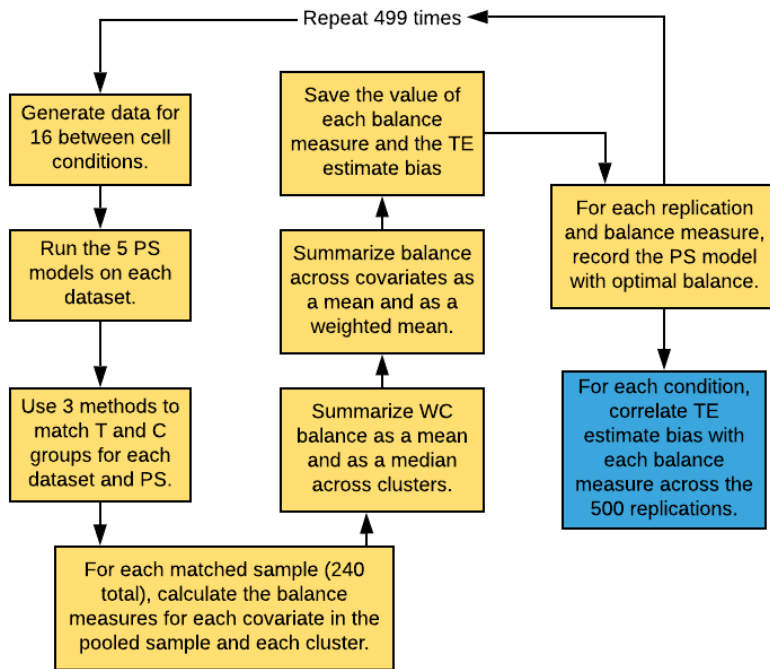 Repeat 499 times
Generate data for
16 between cell
conditions.
Run the 5 PS
models on each
dataset.
Use 3 methods to
match T and C
groups for each
dataset and PS.
For each matched sample (240
total), calculate the balance
measures for each covariate in the
pooled sample and each cluster.
Summarize WC
balance as a mean
and as a median
across clusters.
Summarize balance
across covariates as
a mean and as a
weighted mean.
Save the value of
each balance
measure and the TE
estimate bias
For each replication
and balance measure,
record the PS model
with optimal balance.
For each condition,
correlate TE
estimate bias with
each balance
measure across the
500 replications.